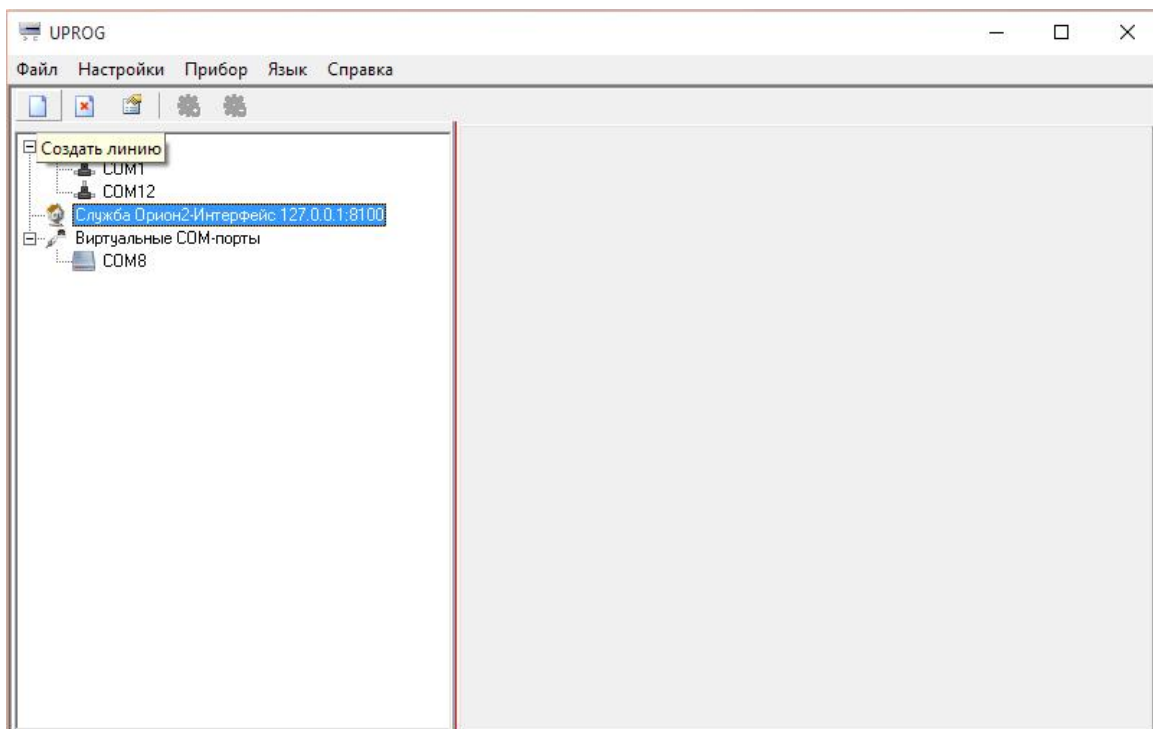 UPROG
Файл Настройки Прибор Язык Справка
Создать линию
COM1
COM12
Служба Орион2-Интерфейс 127.0.0.1:8100
Виртуальные COM-порты
COM8